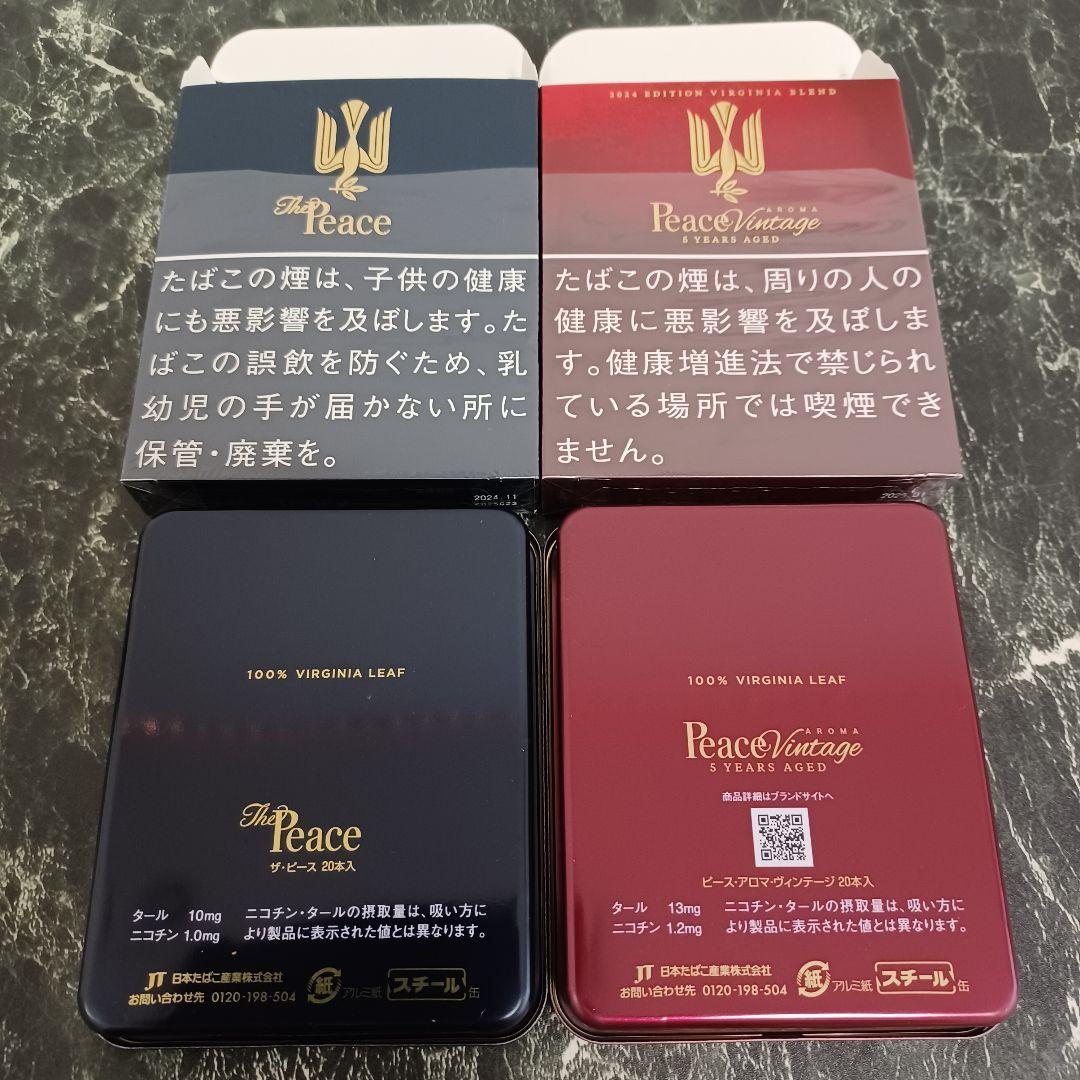 The Peace
たばこの煙は、子供の健康
にも悪影響を及ぼします。た
ばこの誤飲を防ぐため、乳
幼児の手が届かない所に
保管・廃棄を。
2024.11
2024 EDITION VIRGINIA BLEND
Peace AROMA Vintage
5 YEARS AGED
たばこの煙は、周りの人の
健康に悪影響を及ぼしま
す。健康増進法で禁じられ
ている場所では喫煙でき
ません。
100% VIRGINIA LEAF
The Peace
ザ・ピース 20本入
タール 10mg
ニコチン 1.0mg
ニコチン・タールの摂取量は、吸い方に
より製品に表示された値とは異なります。
JT 日本たばこ産業株式会社
お問い合わせ先 0120-198-504
紙 アルミ紙 スチール 缶
100% VIRGINIA LEAF
Peace AROMA Vintage
5 YEARS AGED
商品詳細はブランドサイトへ
ピース・アロマ・ヴィンテージ 20本入
タール 13mg
ニコチン 1.2mg
ニコチン・タールの摂取量は、吸い方に
より製品に表示された値とは異なります。
JT 日本たばこ産業株式会社
お問い合わせ先 0120-198-504
紙 アルミ紙 スチール 缶